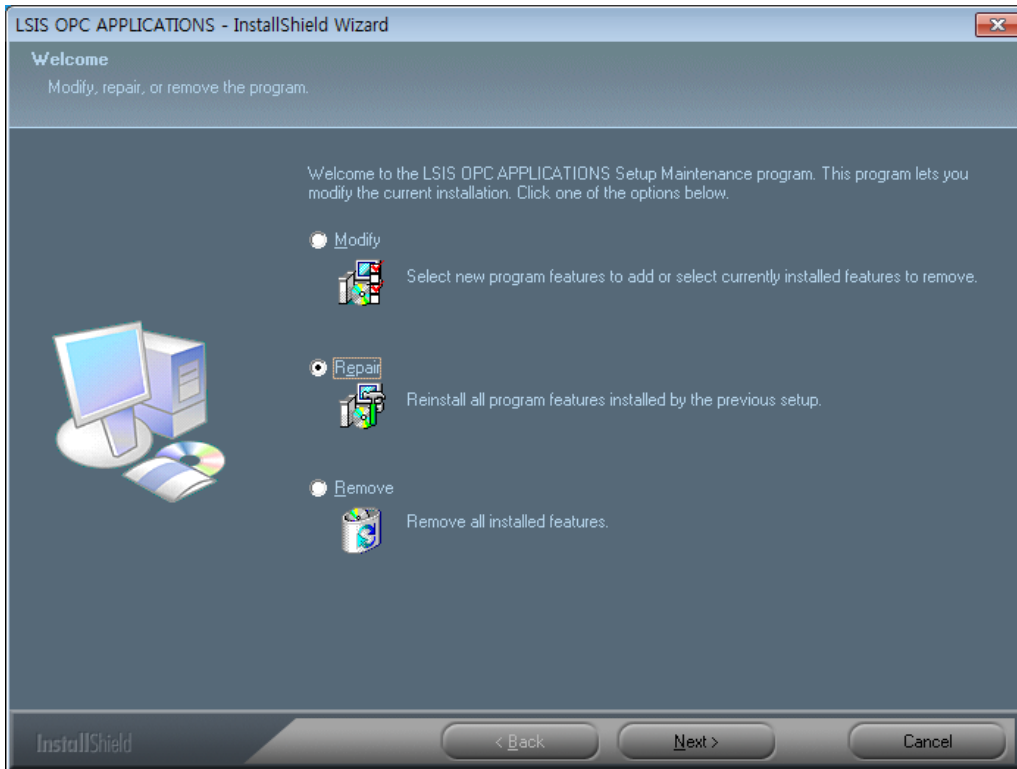 LSIS OPC APPLICATIONS - InstallShield Wizard
Welcome
Modify, repair, or remove the program.
Welcome to the LSIS OPC APPLICATIONS Setup Maintenance program. This program lets you
modify the current installation. Click one of the options below.
Modify
Select new program features to add or select currently installed features to remove.
Repair
Reinstall all program features installed by the previous setup.
Remove
Remove all installed features.
InstallShield
< Back
Next >
Cancel